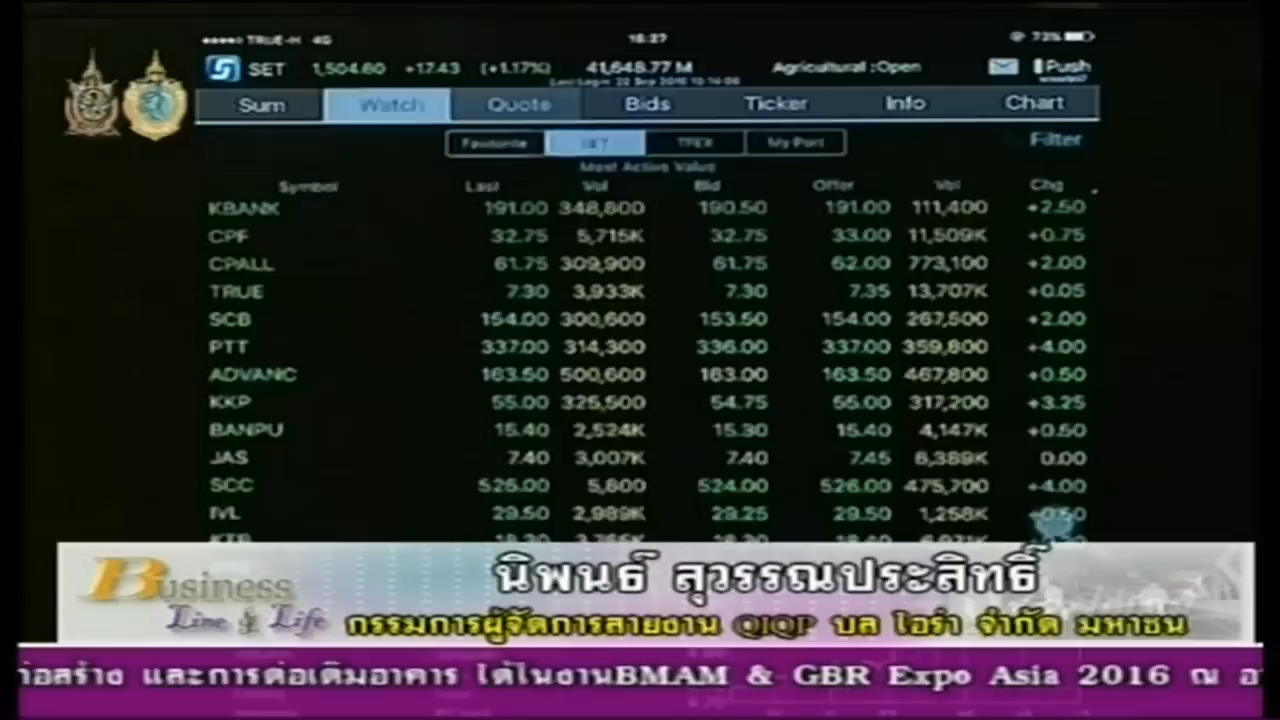 TRUE-H 4G 16:27 72%
SET 1,504.60 +17.43 (+1.17%) 41,648.77 M Agricultural :Open Push
Sum Watch Quote Bids Ticker Info Chart
Favourite SET TFEX My Port Filter
Most Active Value
Symbol Last Vol Bid Offer Vol Chg
KBANK 191.00 348,800 190.50 191.00 111,400 +2.50
CPF 32.75 5,715K 32.75 33.00 11,509K +0.75
CPALL 61.75 309,900 61.75 62.00 773,100 +2.00
TRUE 7.30 3,933K 7.30 7.35 13,707K +0.05
SCB 154.00 300,600 153.50 154.00 267,500 +2.00
PTT 337.00 314,300 336.00 337.00 359,800 +4.00
ADVANC 163.50 500,600 163.00 163.50 467,800 +0.50
KKP 55.00 325,500 54.75 55.00 317,200 +3.25
BANPU 15.40 2,524K 15.30 15.40 4,147K +0.50
JAS 7.40 3,007K 7.40 7.45 6,389K 0.00
SCC 526.00 5,800 524.00 526.00 475,700 +4.00
IVL 29.50 2,989K 29.25 29.50 1,258K +0.50
KTB
Business Line & Life
นิพนธ์ สุวรรณประสิทธิ์
กรรมการผู้จัดการสายงาน QIQP บล ไอร่า จำกัด มหาชน
และการต่อเติมอาคาร ได้ในงานBMAM & GBR Expo Asia 2016 ณ